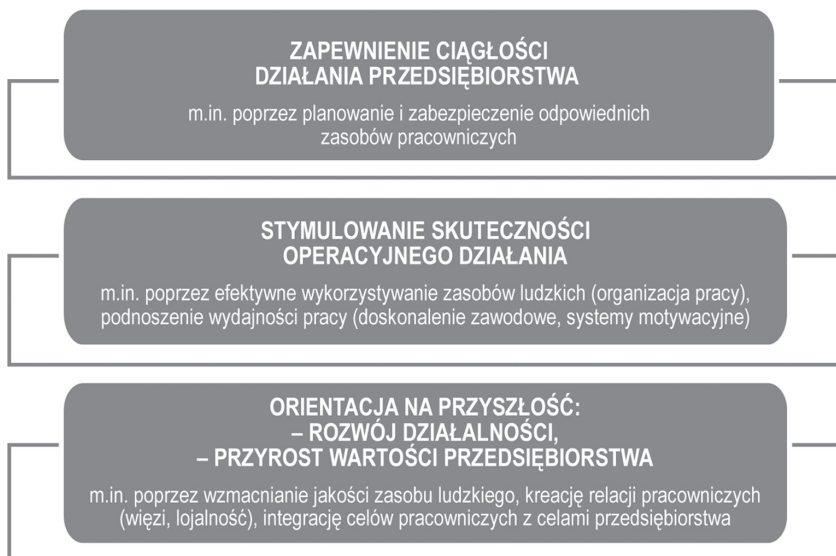 ZAPEWNIENIE CIĄGŁOŚCI
DZIAŁANIA PRZEDSIĘBIORSTWA
m.in. poprzez planowanie i zabezpieczenie odpowiednich
zasobów pracowniczych
STYMULOWANIE SKUTECZNOŚCI
OPERACYJNEGO DZIAŁANIA
m.in. poprzez efektywne wykorzystywanie zasobów ludzkich (organizacja pracy),
podnoszenie wydajności pracy (doskonalenie zawodowe, systemy motywacyjne)
ORIENTACJA NA PRZYSZŁOŚĆ:
– ROZWÓJ DZIAŁALNOŚCI,
– PRZYROST WARTOŚCI PRZEDSIĘBIORSTWA
m.in. poprzez wzmacnianie jakości zasobu ludzkiego, kreację relacji pracowniczych
(więzi, lojalność), integrację celów pracowniczych z celami przedsiębiorstwa